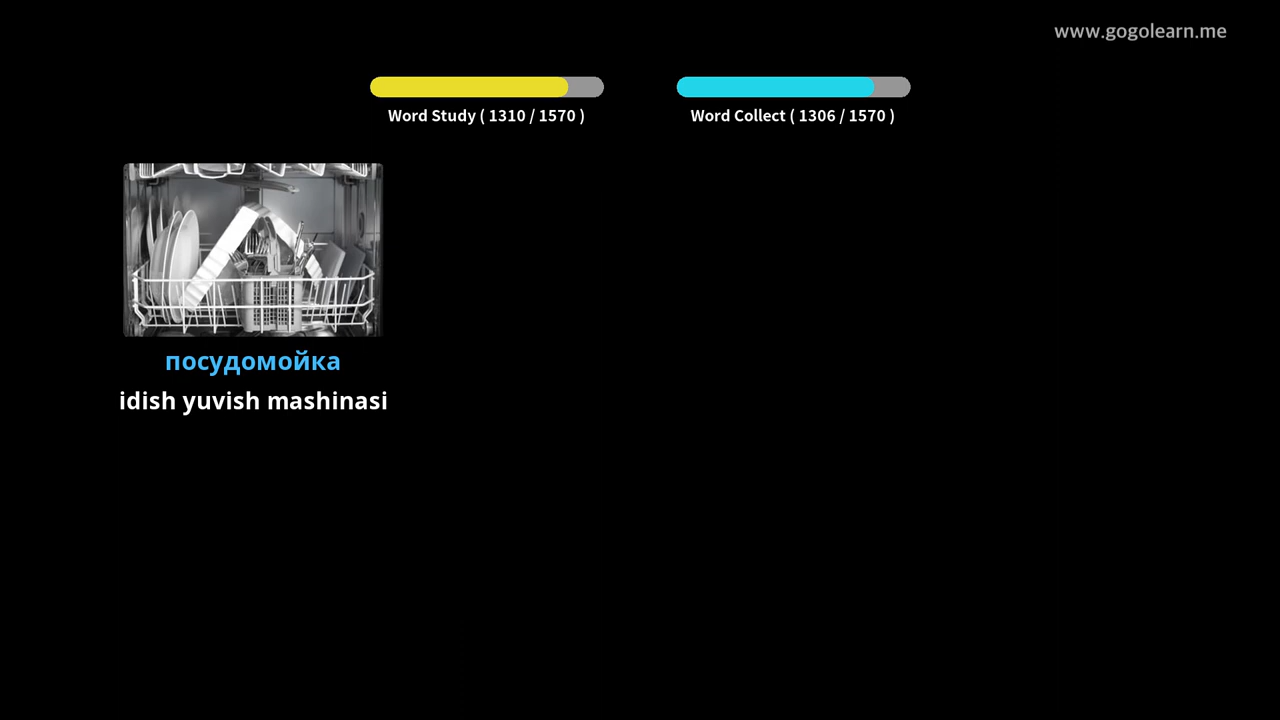 www.gogolearn.me
Word Study ( 1310 / 1570 )
Word Collect ( 1306 / 1570 )
посудомойка
idish yuvish mashinasi